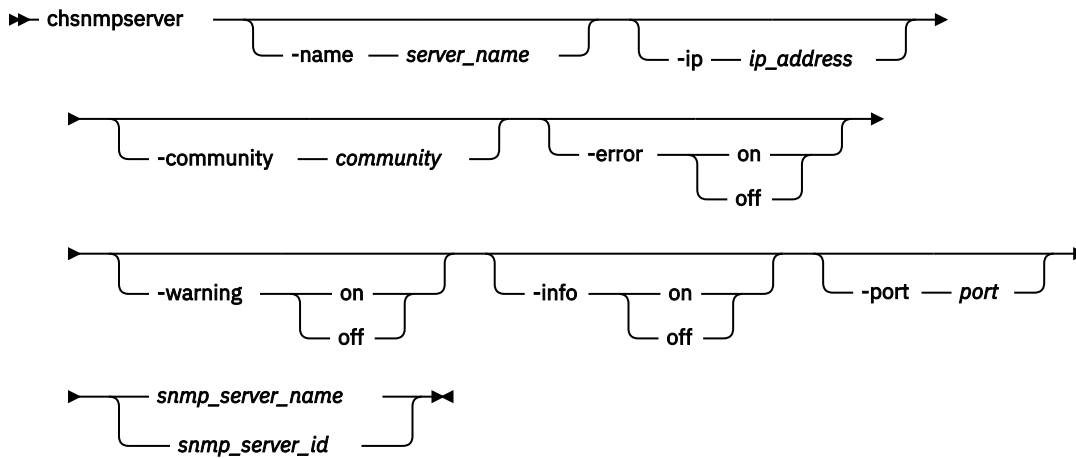 chsnmpserver
-name server_name
-ip ip_address
-community community
-error on
off
-warning on
off
-info on
off
-port port
snmp_server_name
snmp_server_id